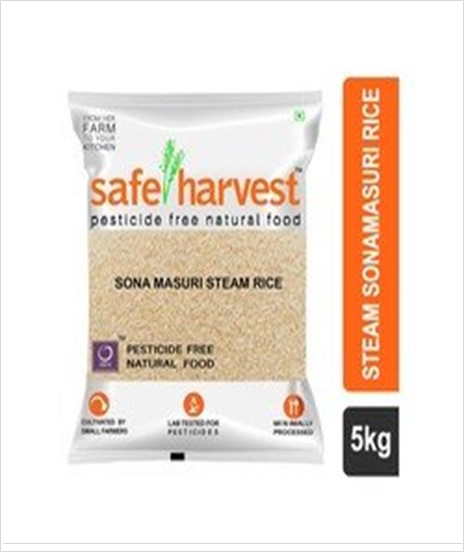 FROM HER
FARM
TO YOUR
KITCHEN
safe harvest™
pesticide free natural food
SONA MASURI STEAM RICE
PESTICIDE FREE
NATURAL FOOD
CULTIVATED BY
SMALL FARMERS
LAB TESTED FOR
PESTICIDES
MINIMALLY
PROCESSED
STEAM SONAMASURI RICE
5kg